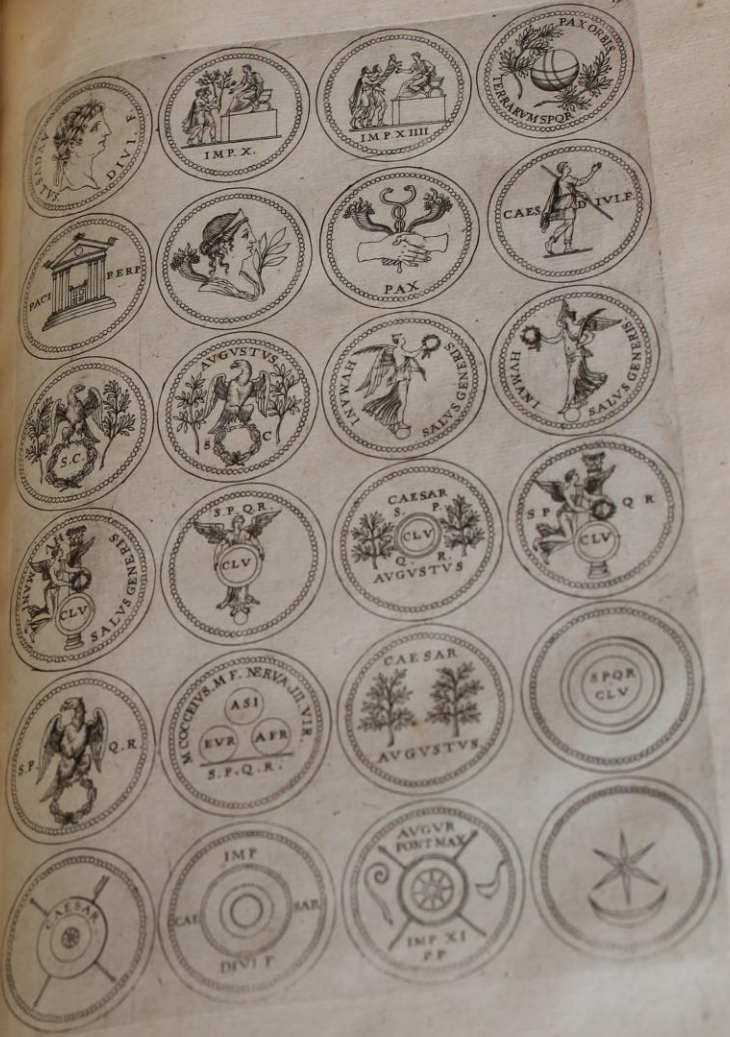 AVGVSTVS. DIVI. F
IMP. X.
IMP. X IIII
PAX ORBIS
TERRARVM SPQR
PACI PERP
PAX
CAES DIVI. F
S.C.
AVGVSTVS
S C
HVMANI
SALVS GENERIS
HVMANI
SALVS GENERIS
HVMANI
CLV
SALVS GENERIS
S.P.Q.R.
CLV
CAESAR
S. P.
CLV
Q. R.
AVGVSTVS
S P Q R
CLV
S.P. Q.R.
M COCCEIVS. M F. NERVA. III VIR.
ASI
EVR AFR
S.P.Q.R.
CAESAR
AVGVSTVS
SPQR
CLV
CAESAR
IMP
CAE SAR
DIVI F
AVGVR
PONT MAX
IMP XI
P.P